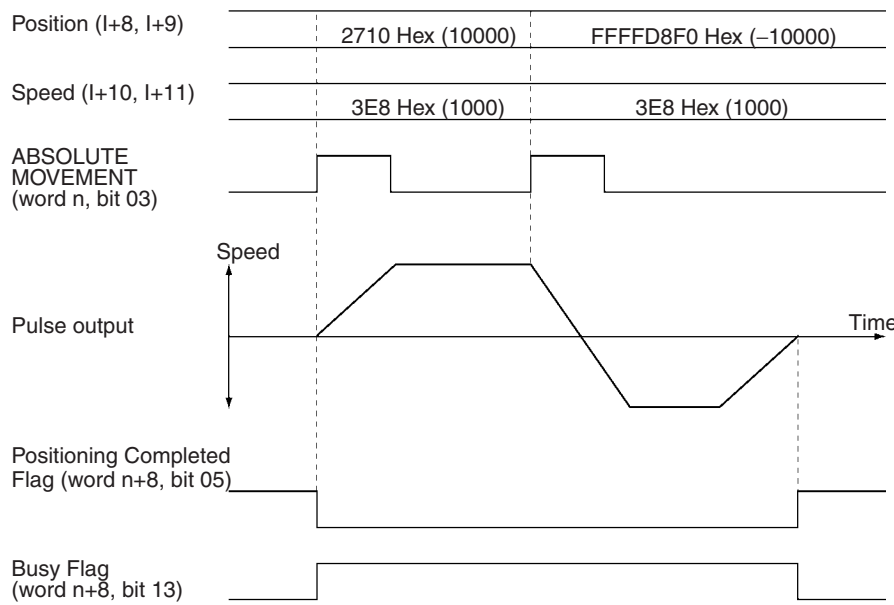 Position (I+8, I+9)
2710 Hex (10000)
FFFFD8F0 Hex (−10000)
Speed (I+10, I+11)
3E8 Hex (1000)
3E8 Hex (1000)
ABSOLUTE
MOVEMENT
(word n, bit 03)
Speed
Pulse output
Time
Positioning Completed
Flag (word n+8, bit 05)
Busy Flag
(word n+8, bit 13)